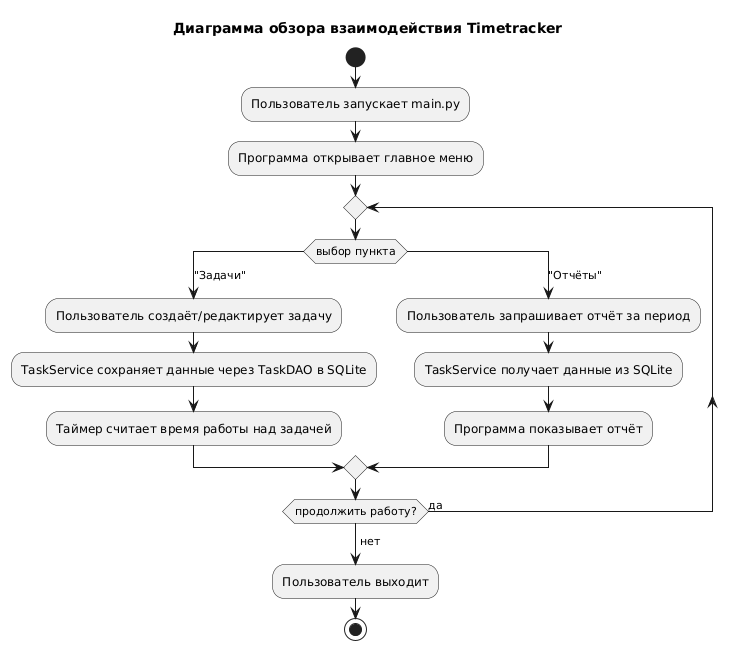 Диаграмма обзора взаимодействия Timetracker
Пользователь запускает main.py
Программа открывает главное меню
выбор пункта
"Задачи"
"Отчёты"
Пользователь создаёт/редактирует задачу
Пользователь запрашивает отчёт за период
TaskService сохраняет данные через TaskDAO в SQLite
TaskService получает данные из SQLite
Таймер считает время работы над задачей
Программа показывает отчёт
продолжить работу?
да
нет
Пользователь выходит